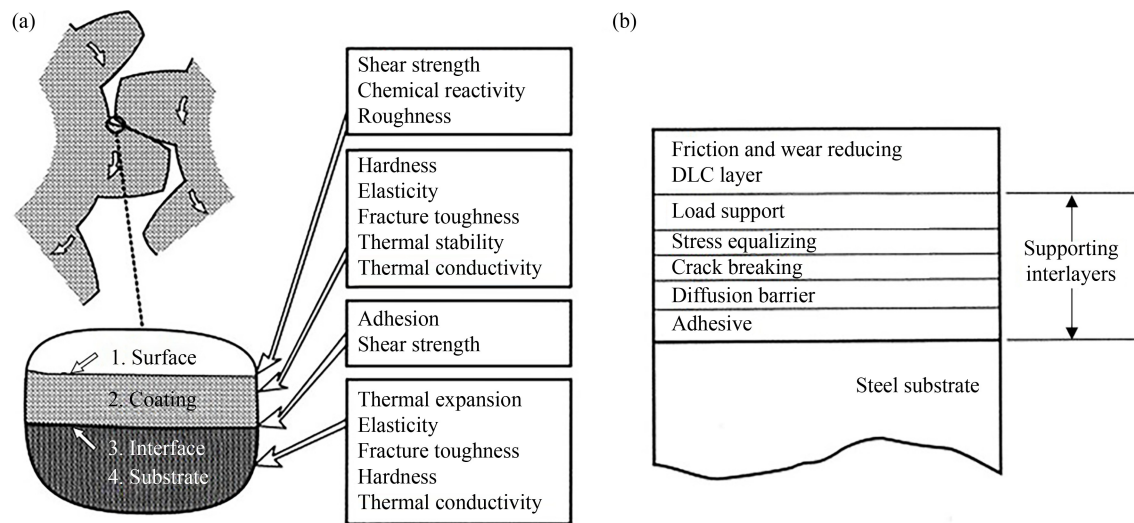 (a)
Shear strength
Chemical reactivity
Roughness
Hardness
Elasticity
Fracture toughness
Thermal stability
Thermal conductivity
Adhesion
Shear strength
Thermal expansion
Elasticity
Fracture toughness
Hardness
Thermal conductivity
1. Surface
2. Coating
3. Interface
4. Substrate
(b)
Friction and wear reducing
DLC layer
Load support
Stress equalizing
Crack breaking
Diffusion barrier
Adhesive
Supporting
interlayers
Steel substrate